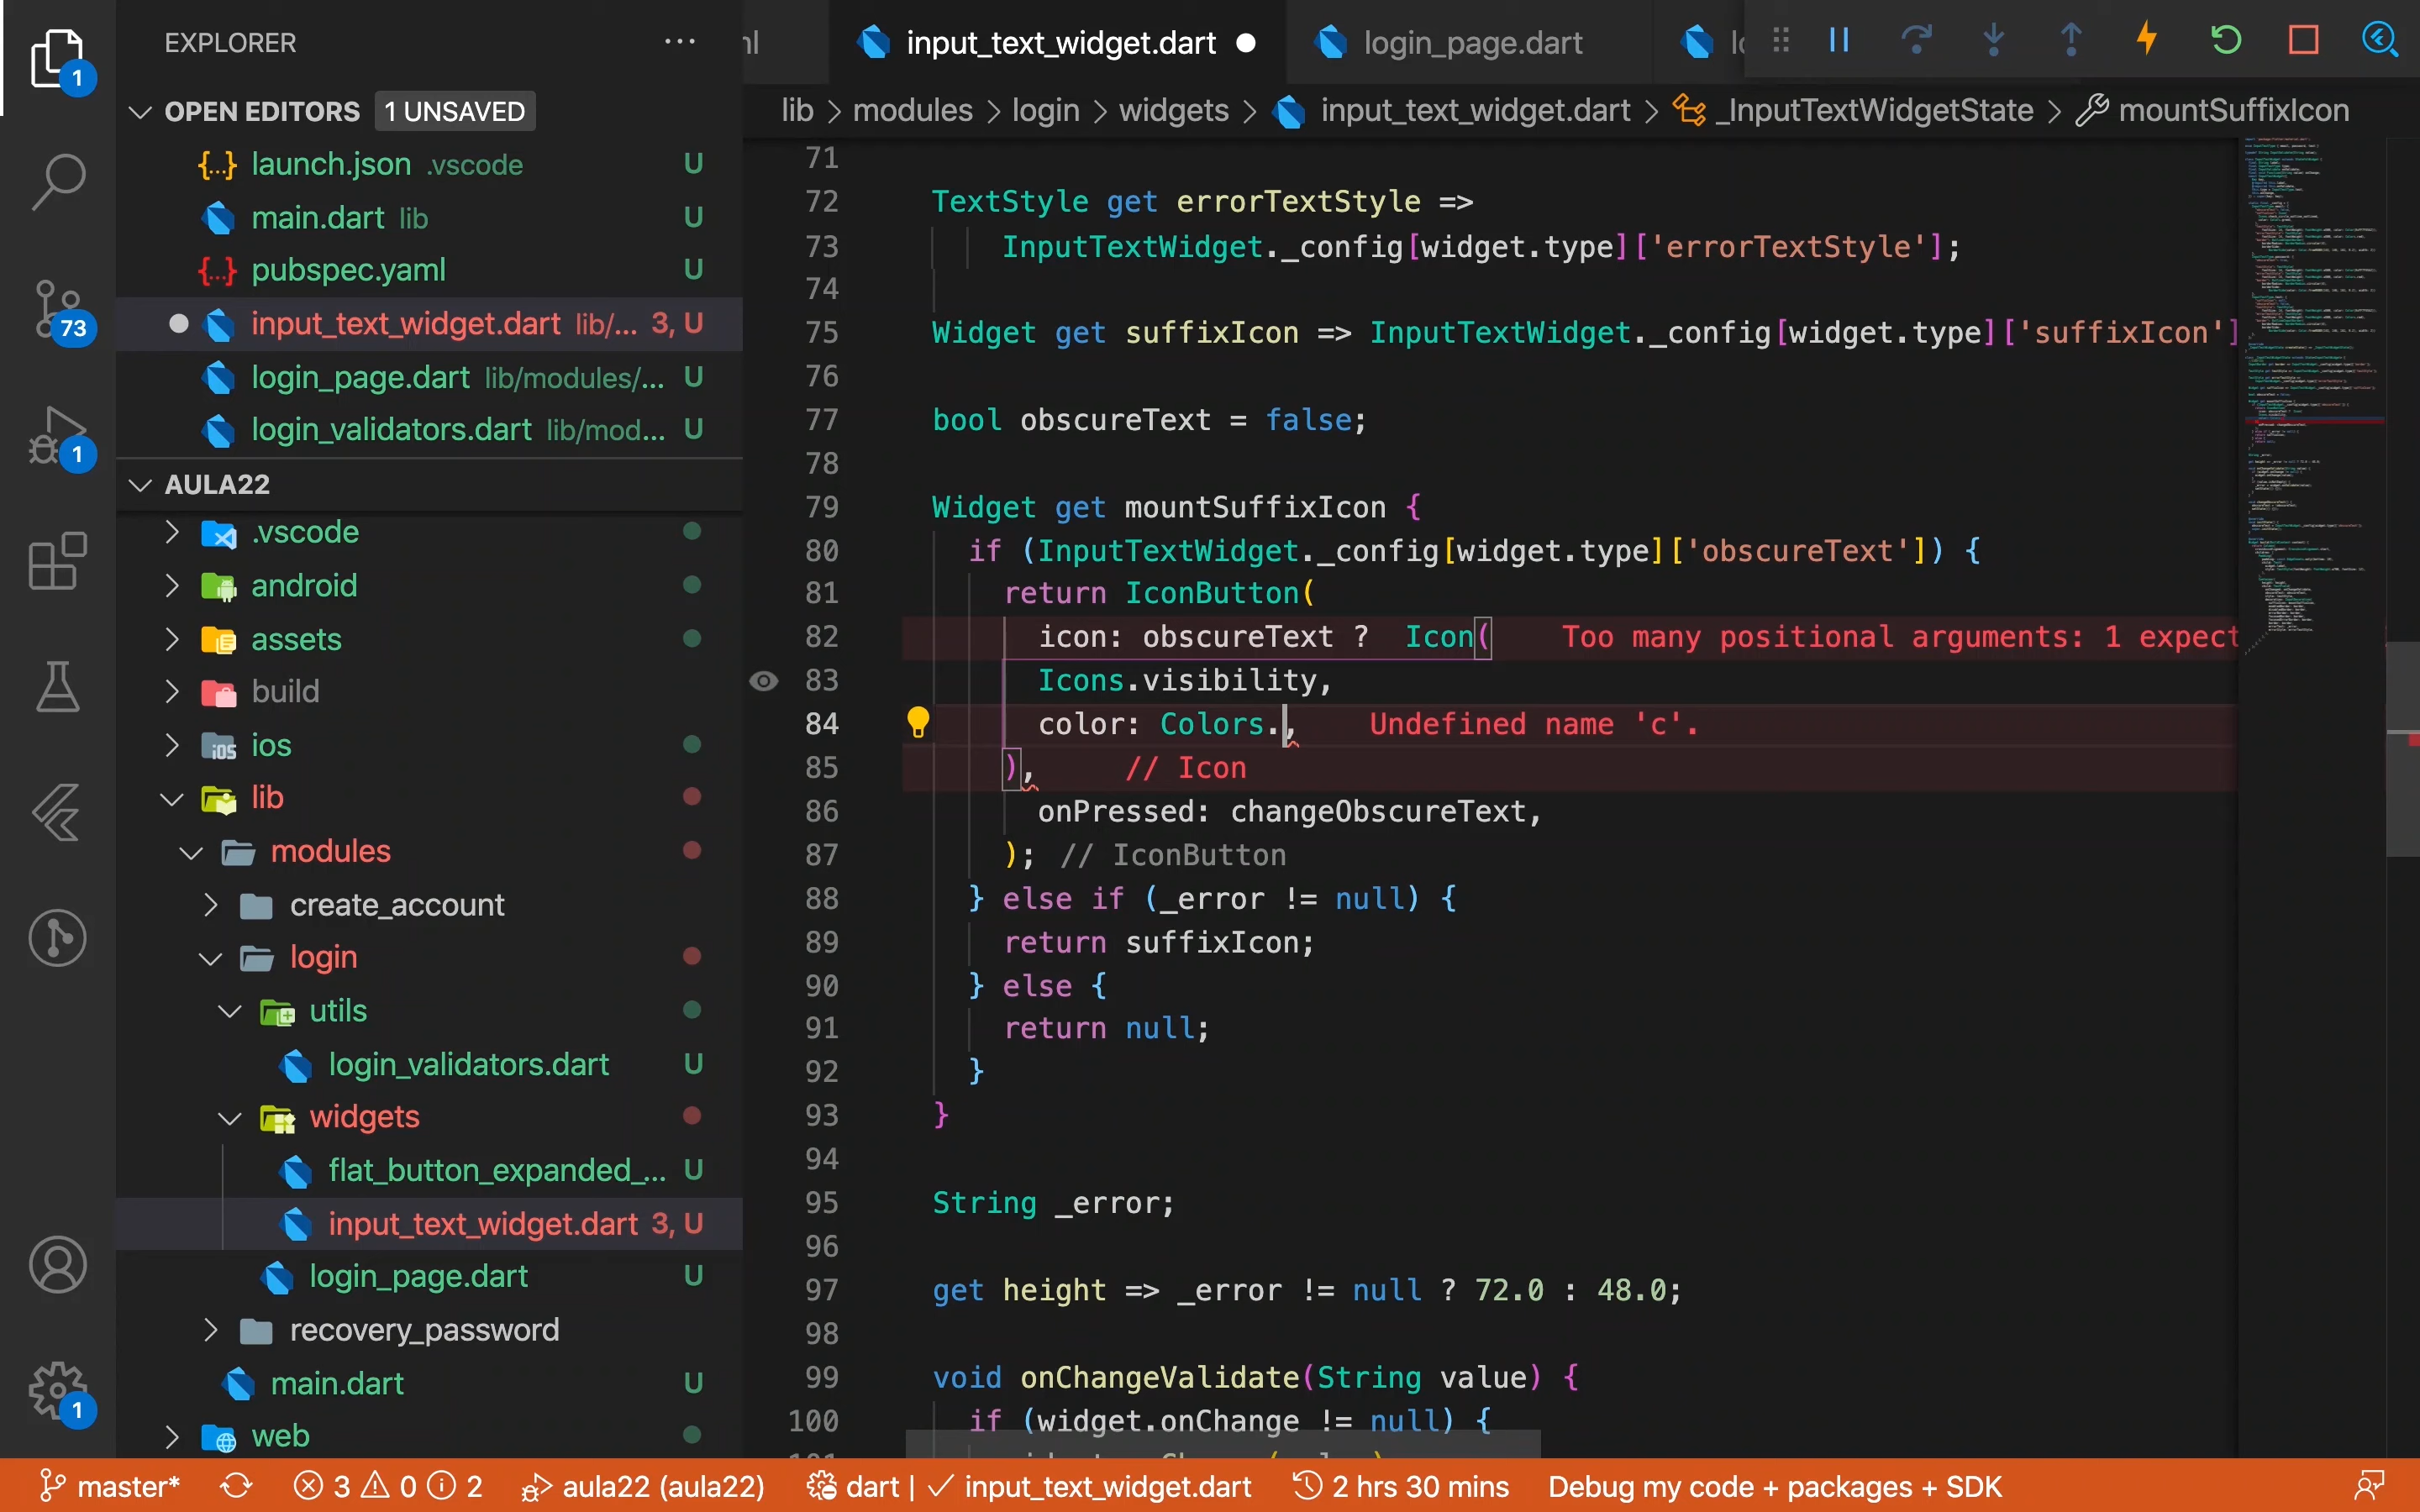 EXPLORER
input_text_widget.dart
login_page.dart
OPEN EDITORS 1 UNSAVED
launch.json .vscode U
main.dart lib U
pubspec.yaml U
input_text_widget.dart lib/... 3, U
login_page.dart lib/modules/... U
login_validators.dart lib/mod... U
AULA22
.vscode
android
assets
build
ios
lib
modules
create_account
login
utils
login_validators.dart U
widgets
flat_button_expanded_... U
input_text_widget.dart 3, U
login_page.dart U
recovery_password
main.dart U
web
1
73
1
1
lib > modules > login > widgets > input_text_widget.dart > _InputTextWidgetState > mountSuffixIcon
71
72 TextStyle get errorTextStyle =>
73 InputTextWidget._config[widget.type]['errorTextStyle'];
74
75 Widget get suffixIcon => InputTextWidget._config[widget.type]['suffixIcon']
76
77 bool obscureText = false;
78
79 Widget get mountSuffixIcon {
80 if (InputTextWidget._config[widget.type]['obscureText']) {
81 return IconButton(
82 icon: obscureText ?  Icon( Too many positional arguments: 1 expect
83 Icons.visibility,
84 color: Colors., Undefined name 'c'.
85 ), // Icon
86 onPressed: changeObscureText,
87 ); // IconButton
88 } else if (_error != null) {
89 return suffixIcon;
90 } else {
91 return null;
92 }
93 }
94
95 String _error;
96
97 get height => _error != null ? 72.0 : 48.0;
98
99 void onChangeValidate(String value) {
100 if (widget.onChange != null) {
master* 3 0 2 aula22 (aula22) dart | ✓ input_text_widget.dart 2 hrs 30 mins Debug my code + packages + SDK